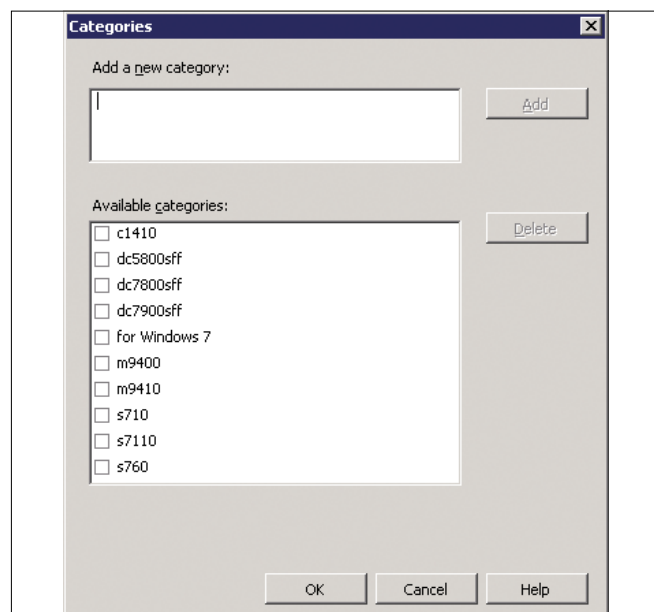 Categories
Add a new category:
Add
Available categories:
Delete
c1410
dc5800sff
dc7800sff
dc7900sff
for Windows 7
m9400
m9410
s710
s7110
s760
OK
Cancel
Help